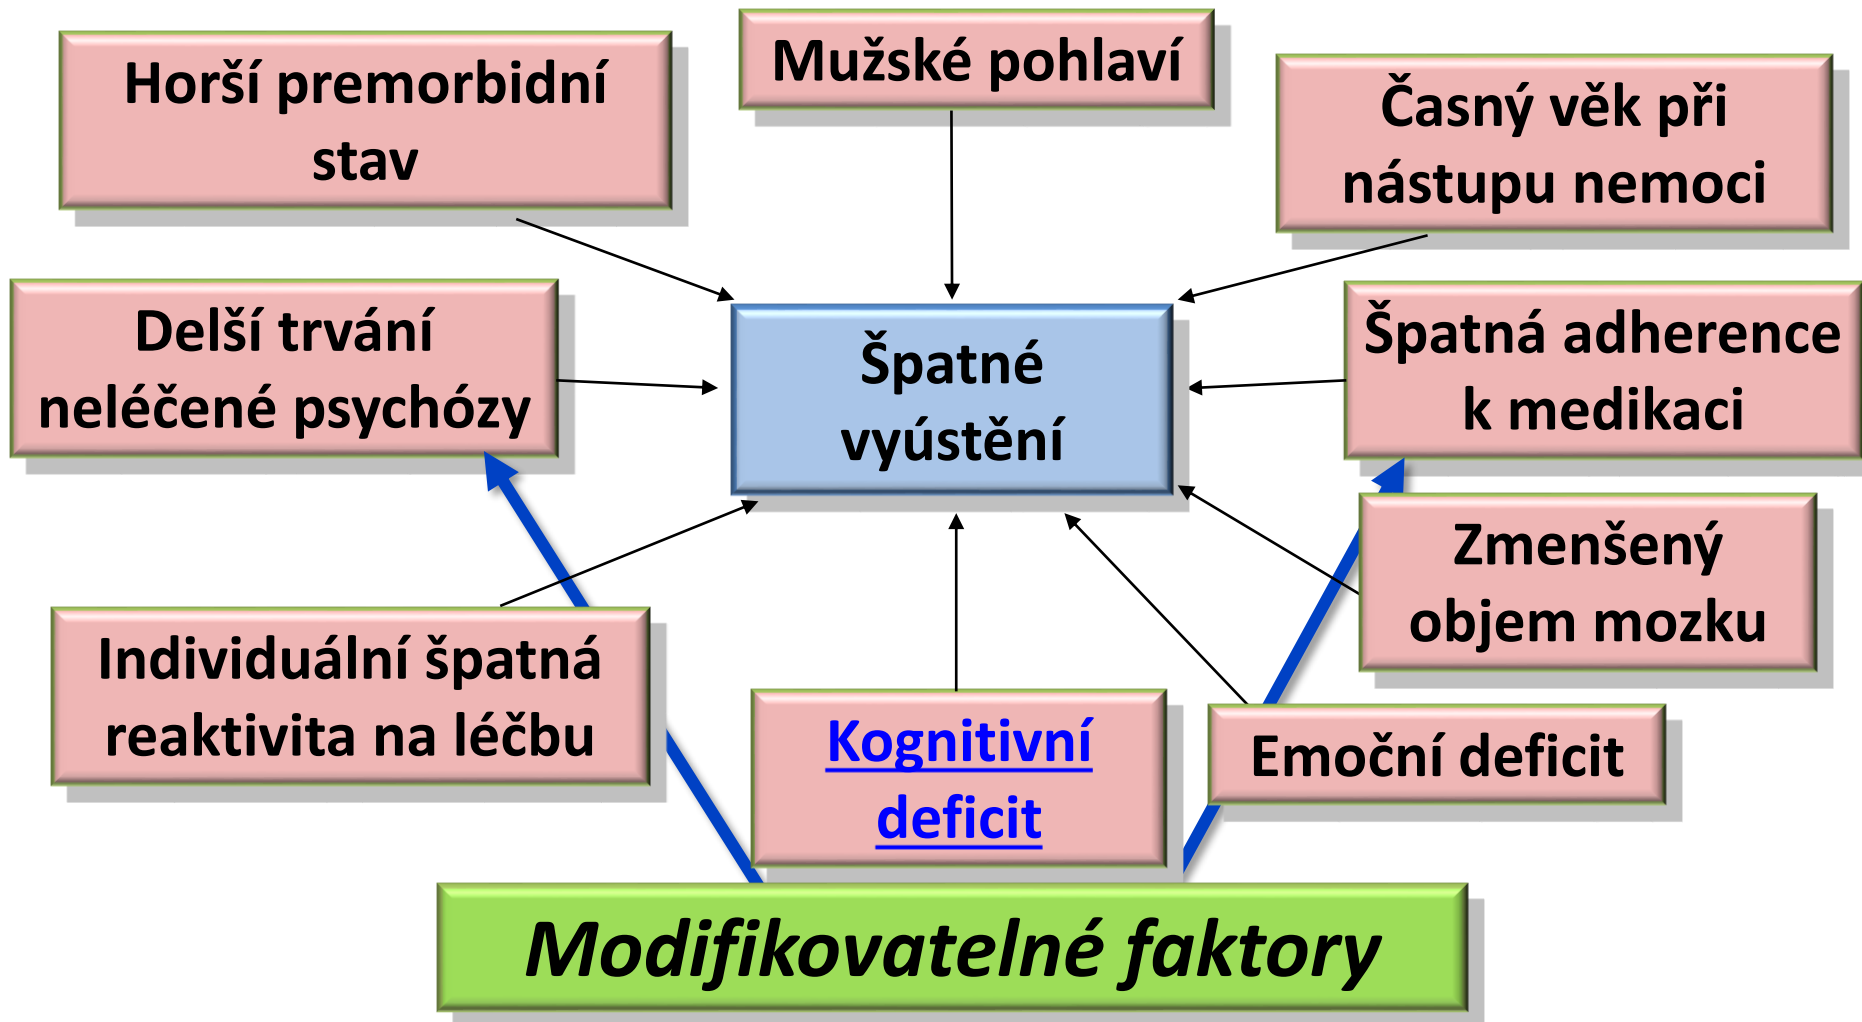 Horší premorbidní
stav
Mužské pohlaví
Časný věk při
nástupu nemoci
Delší trvání
neléčené psychózy
Špatné
vyústění
Špatná adherence
k medikaci
Zmenšený
objem mozku
Individuální špatná
reaktivita na léčbu
Kognitivní
deficit
Emoční deficit
Modifikovatelné faktory